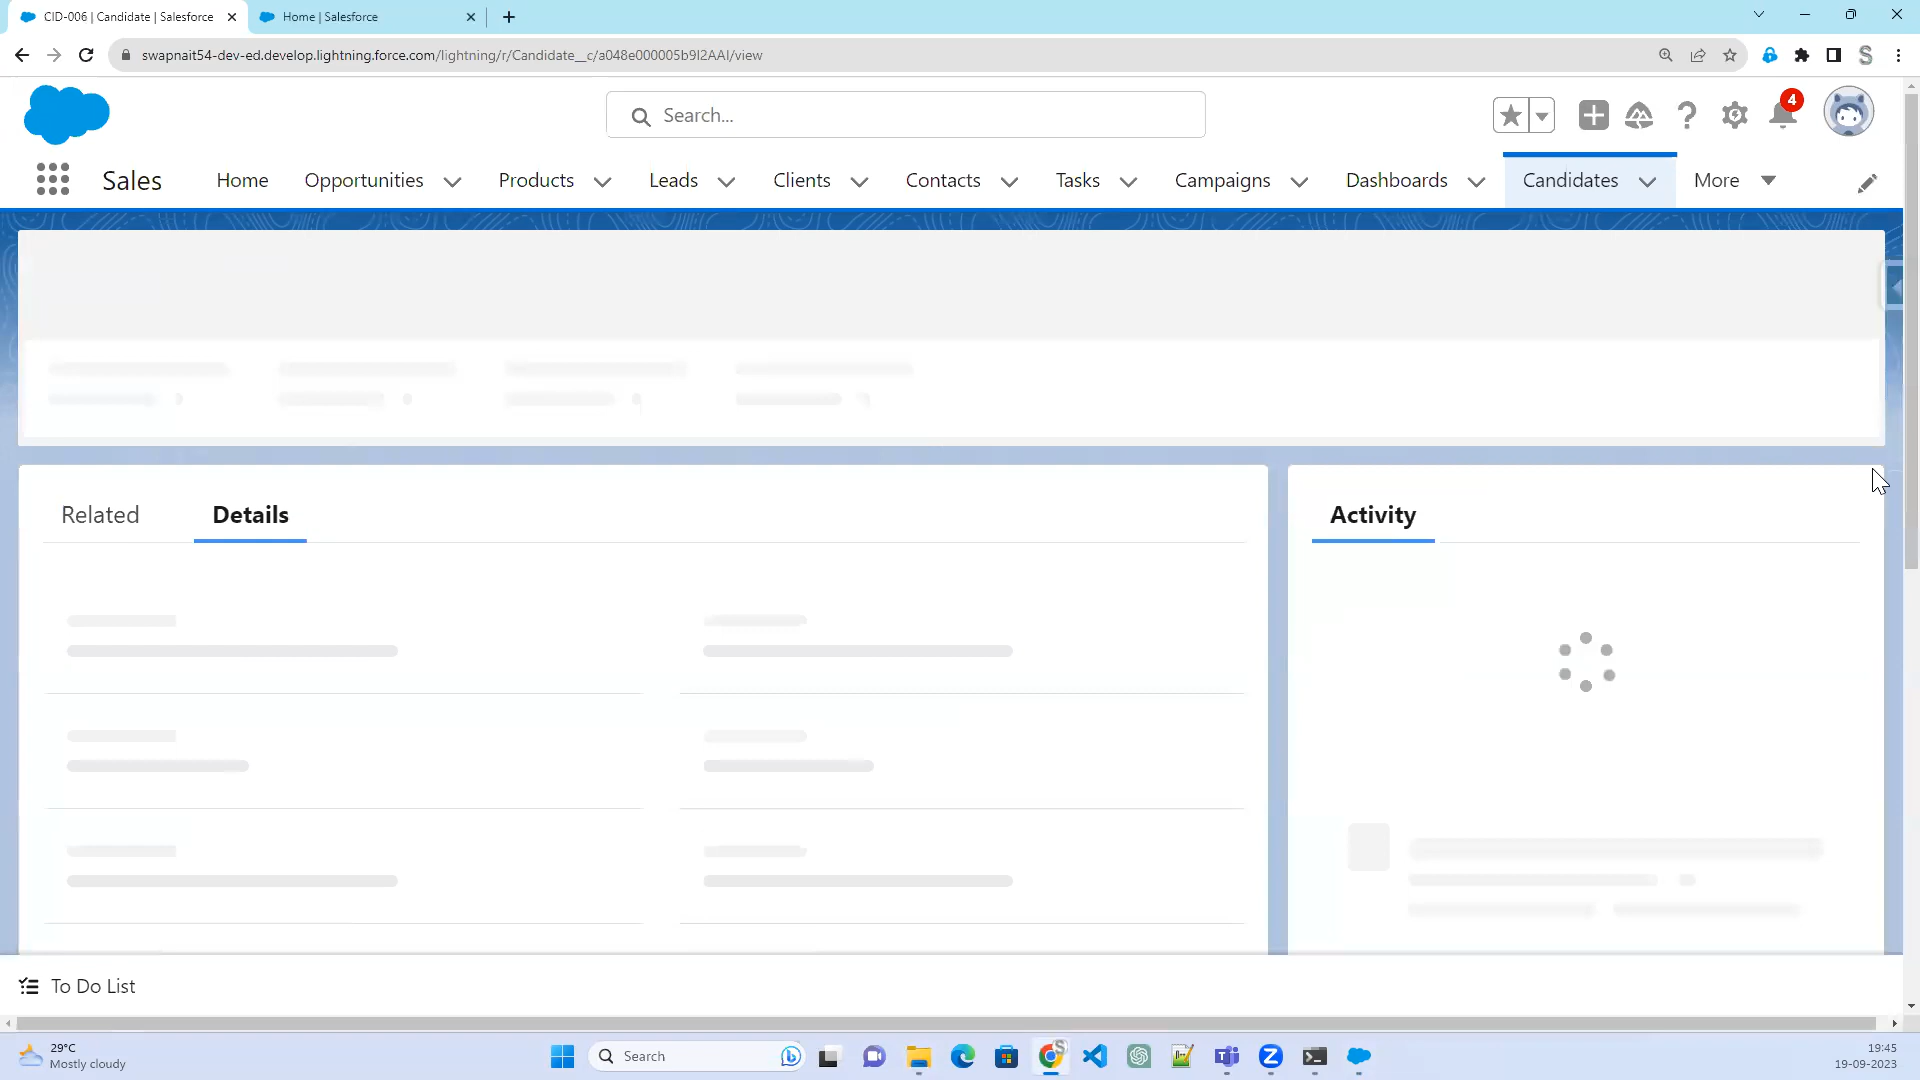 CID-006 | Candidate | Salesforce
Home | Salesforce
swapnait54-dev-ed.develop.lightning.force.com/lightning/r/Candidate__c/a048e000005b9I2AAI/view
Search...
4
Sales Home Opportunities Products Leads Clients Contacts Tasks Campaigns Dashboards Candidates More
Related Details
Activity
To Do List
29°C
Mostly cloudy
Search
19:45
19-09-2023